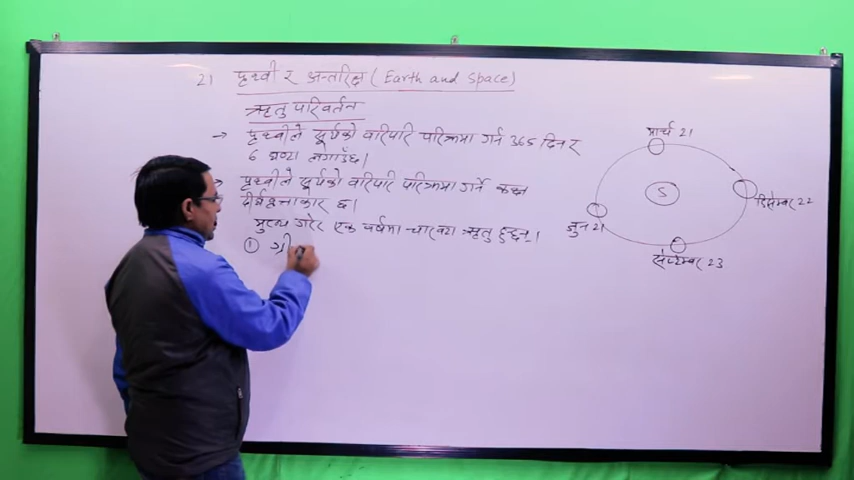 21 पृथ्वी र अन्तरिक्ष (Earth and Space)
ऋतु परिवर्तन
→ पृथ्वीले सूर्यको वरिपरि परिक्रमा गर्न 365 दिन र
6 घण्टा लगाउँछ।
→ पृथ्वीले सूर्यको वरिपरि परिक्रमा गर्ने कक्ष
दीर्घवृत्ताकार छ।
मुख्य गरेर एक वर्षमा चारवटा ऋतु हुन्छन्।
① ग्री
मार्च 21
S
डिसेम्बर 22
जुन 21
सेप्टेम्बर 23